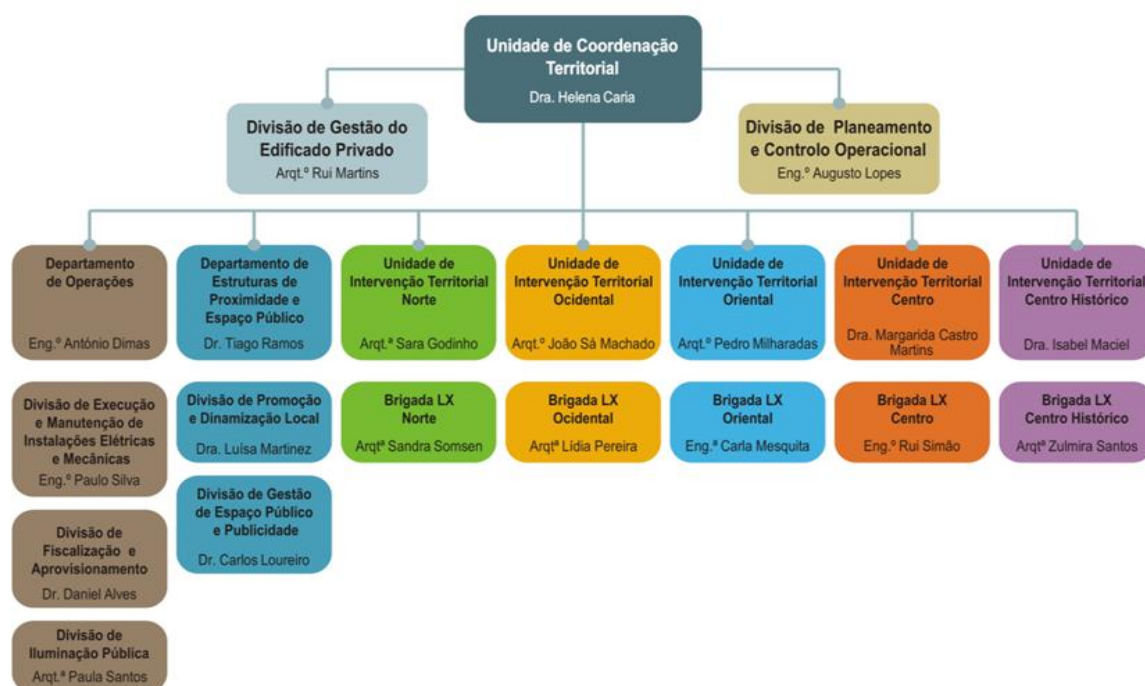 Unidade de Coordenação
Territorial
Dra. Helena Caria
Divisão de Gestão do
Edificado Privado
Arqt.º Rui Martins
Divisão de Planeamento
e Controlo Operacional
Eng.º Augusto Lopes
Departamento
de Operações
Eng.º António Dimas
Divisão de Execução
e Manutenção de
Instalações Elétricas
e Mecânicas
Eng.º Paulo Silva
Divisão de
Fiscalização e
Aprovisionamento
Dr. Daniel Alves
Divisão de
Iluminação Pública
Arqt.ª Paula Santos
Departamento de
Estruturas de
Proximidade e
Espaço Público
Dr. Tiago Ramos
Divisão de Promoção
e Dinamização Local
Dra. Luísa Martinez
Divisão de Gestão
de Espaço Público
e Publicidade
Dr. Carlos Loureiro
Unidade de
Intervenção Territorial
Norte
Arqt.ª Sara Godinho
Brigada LX
Norte
Arqtª Sandra Somsen
Unidade de
Intervenção Territorial
Ocidental
Arqt.º João Sá Machado
Brigada LX
Ocidental
Arqtª Lídia Pereira
Unidade de
Intervenção Territorial
Oriental
Arqt.º Pedro Milharadas
Brigada LX
Oriental
Eng.ª Carla Mesquita
Unidade de
Intervenção Territorial
Centro
Dra. Margarida Castro
Martins
Brigada LX
Centro
Eng.º Rui Simão
Unidade de
Intervenção Territorial
Centro Histórico
Dra. Isabel Maciel
Brigada LX
Centro Histórico
Arqtª Zulmira Santos